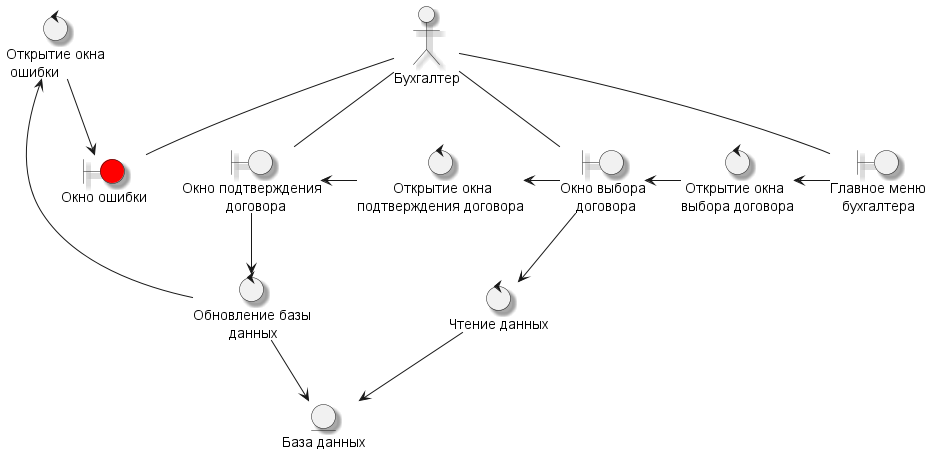 Открытие окна
ошибки
Бухгалтер
Окно ошибки
Окно подтверждения
договора
Открытие окна
подтверждения договора
Окно выбора
договора
Открытие окна
выбора договора
Главное меню
бухгалтера
Обновление базы
данных
Чтение данных
База данных